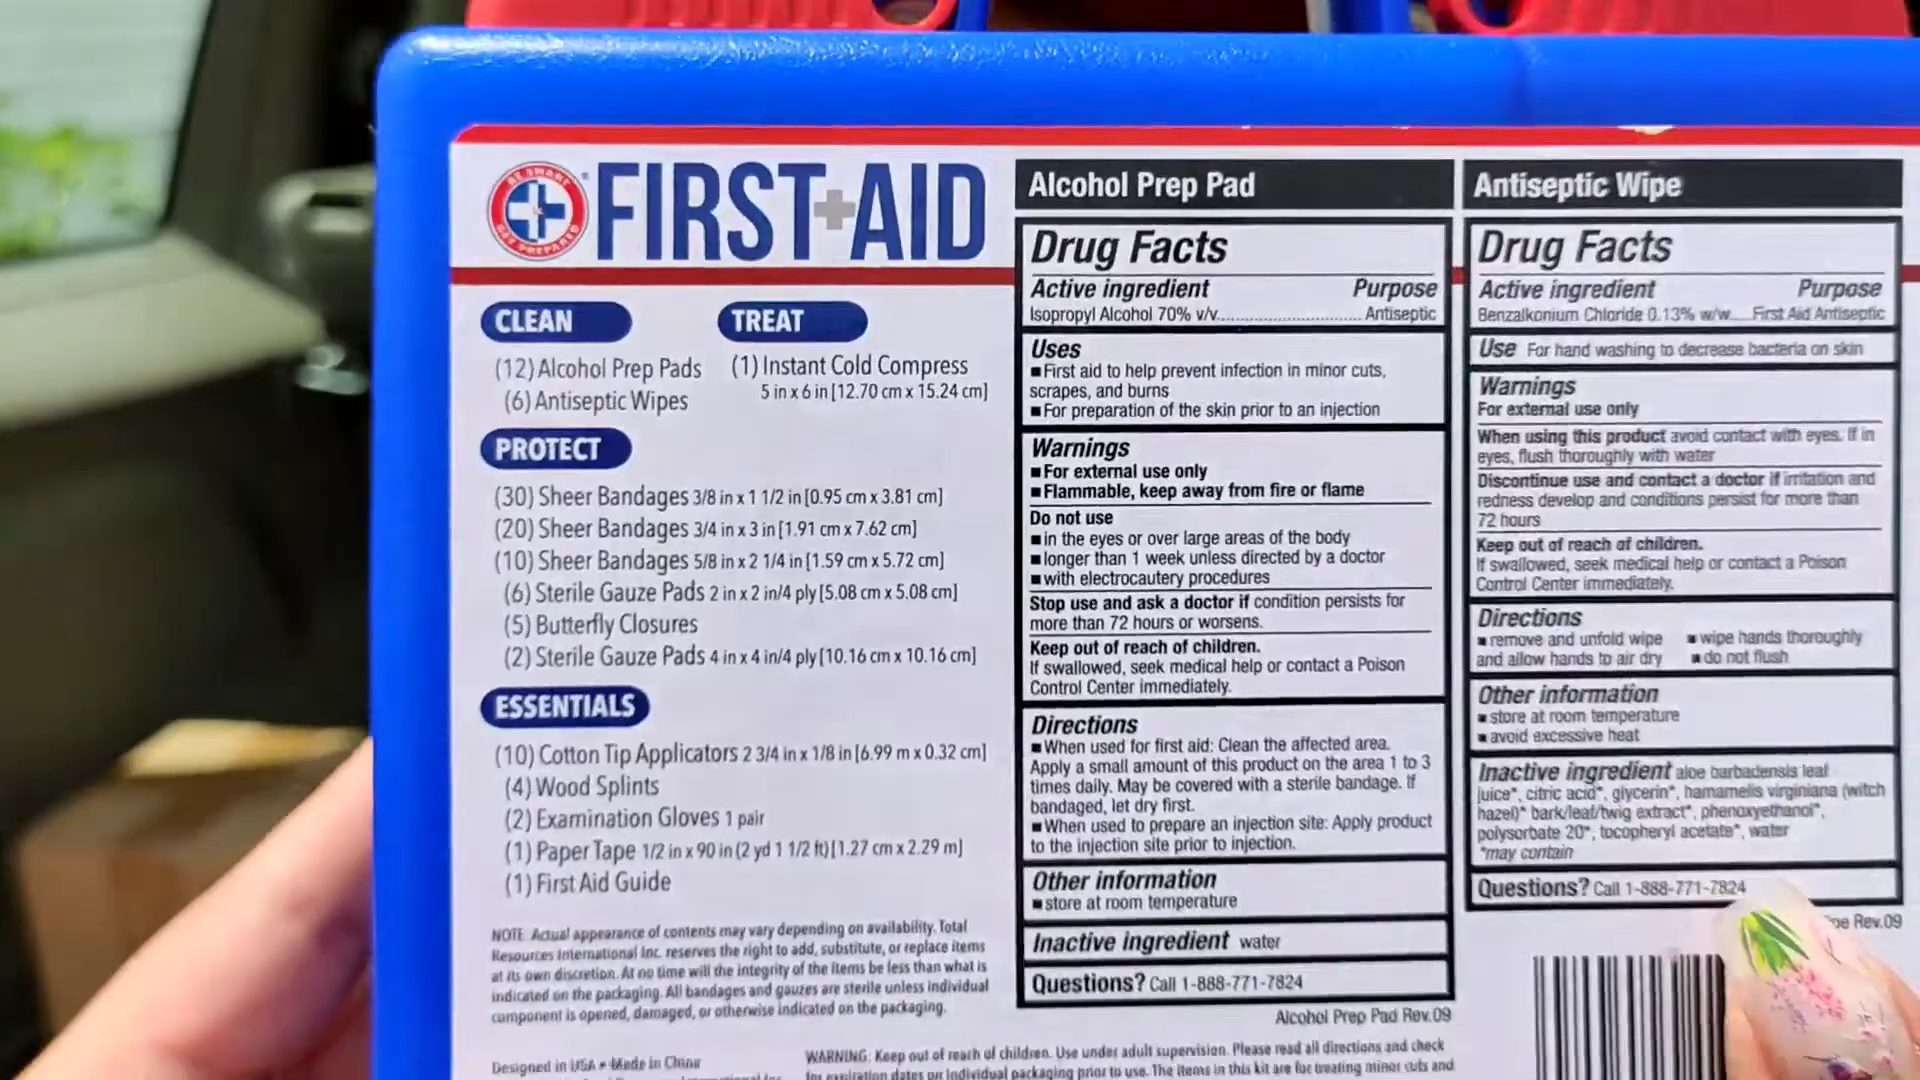 BE SMART
GET PREPARED
®
FIRST+AID
CLEAN
(12) Alcohol Prep Pads
(6) Antiseptic Wipes
TREAT
(1) Instant Cold Compress
5 in x 6 in [12.70 cm x 15.24 cm]
PROTECT
(30) Sheer Bandages 3/8 in x 1 1/2 in [0.95 cm x 3.81 cm]
(20) Sheer Bandages 3/4 in x 3 in [1.91 cm x 7.62 cm]
(10) Sheer Bandages 5/8 in x 2 1/4 in [1.59 cm x 5.72 cm]
(6) Sterile Gauze Pads 2 in x 2 in/4 ply [5.08 cm x 5.08 cm]
(5) Butterfly Closures
(2) Sterile Gauze Pads 4 in x 4 in/4 ply [10.16 cm x 10.16 cm]
ESSENTIALS
(10) Cotton Tip Applicators 2 3/4 in x 1/8 in [6.99 m x 0.32 cm]
(4) Wood Splints
(2) Examination Gloves 1 pair
(1) Paper Tape 1/2 in x 90 in (2 yd 1 1/2 ft) [1.27 cm x 2.29 m]
(1) First Aid Guide
NOTE: Actual appearance of contents may vary depending on availability. Total
Resources International Inc. reserves the right to add, substitute, or replace items
at its own discretion. At no time will the integrity of the items be less than what is
indicated on the packaging. All bandages and gauzes are sterile unless individual
component is opened, damaged, or otherwise indicated on the packaging.
Designed in USA • Made in China
Alcohol Prep Pad
Drug Facts
Active ingredient Purpose
Isopropyl Alcohol 70% v/v............................... Antiseptic
Uses
■ First aid to help prevent infection in minor cuts,
scrapes, and burns
■ For preparation of the skin prior to an injection
Warnings
■ For external use only
■ Flammable, keep away from fire or flame
Do not use
■ in the eyes or over large areas of the body
■ longer than 1 week unless directed by a doctor
■ with electrocautery procedures
Stop use and ask a doctor if condition persists for
more than 72 hours or worsens.
Keep out of reach of children.
If swallowed, seek medical help or contact a Poison
Control Center immediately.
Directions
■ When used for first aid: Clean the affected area.
Apply a small amount of this product on the area 1 to 3
times daily. May be covered with a sterile bandage. If
bandaged, let dry first.
■ When used to prepare an injection site: Apply product
to the injection site prior to injection.
Other information
■ store at room temperature
Inactive ingredient water
Questions? Call 1-888-771-7824
Alcohol Prep Pad Rev.09
WARNING: Keep out of reach of children. Use under adult supervision. Please read all directions and check
for expiration dates on individual packaging prior to use. The items in this kit are for treating minor cuts and
Antiseptic Wipe
Drug Facts
Active ingredient Purpose
Benzalkonium Chloride 0.13% w/w.....First Aid Antiseptic
Use For hand washing to decrease bacteria on skin
Warnings
For external use only
When using this product avoid contact with eyes. If in
eyes, flush thoroughly with water
Discontinue use and contact a doctor if irritation and
redness develop and conditions persist for more than
72 hours
Keep out of reach of children.
If swallowed, seek medical help or contact a Poison
Control Center immediately.
Directions
■ remove and unfold wipe ■ wipe hands thoroughly
and allow hands to air dry ■ do not flush
Other information
■ store at room temperature
■ avoid excessive heat
Inactive ingredient aloe barbadensis leaf
juice*, citric acid*, glycerin*, hamamelis virginiana (witch
hazel)* bark/leaf/twig extract*, phenoxyethanol*,
polysorbate 20*, tocopheryl acetate*, water
*may contain
Questions? Call 1-888-771-7824
Rev.09